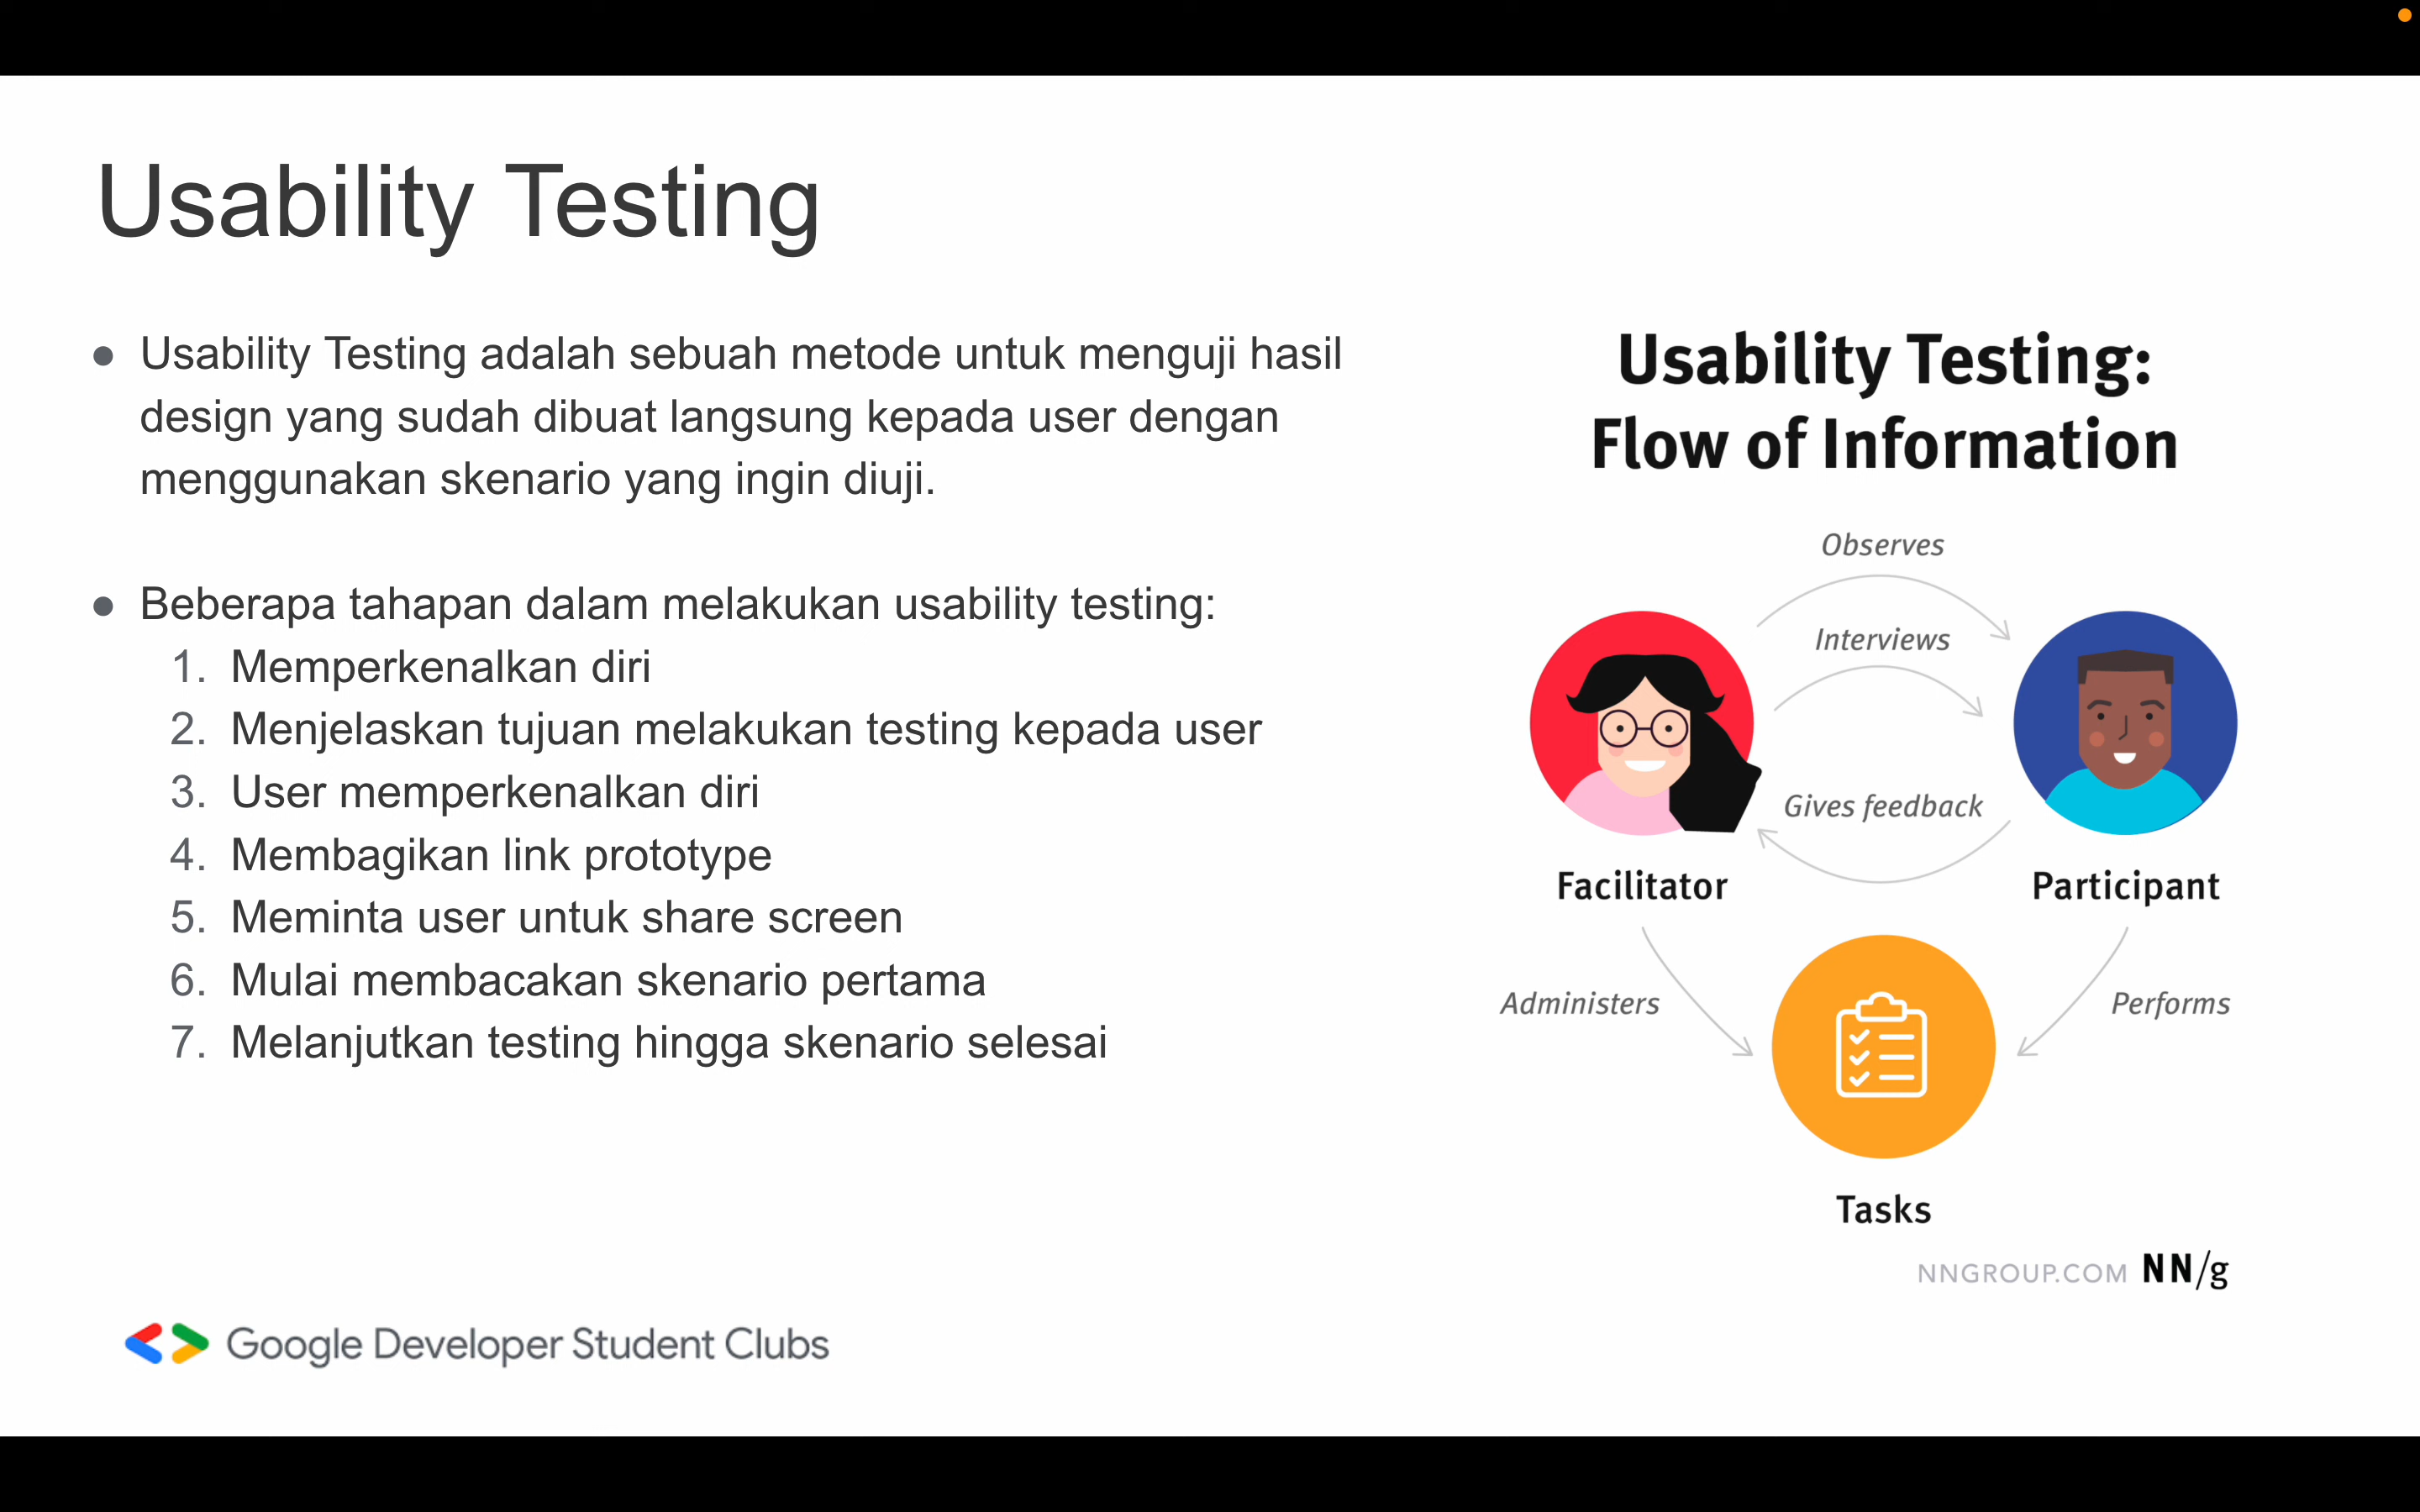 Usability Testing
● Usability Testing adalah sebuah metode untuk menguji hasil
design yang sudah dibuat langsung kepada user dengan
menggunakan skenario yang ingin diuji.
● Beberapa tahapan dalam melakukan usability testing:
1. Memperkenalkan diri
2. Menjelaskan tujuan melakukan testing kepada user
3. User memperkenalkan diri
4. Membagikan link prototype
5. Meminta user untuk share screen
6. Mulai membacakan skenario pertama
7. Melanjutkan testing hingga skenario selesai
Usability Testing:
Flow of Information
Observes
Interviews
Gives feedback
Facilitator
Participant
Administers
Performs
Tasks
NNGROUP.COM NN/g
Google Developer Student Clubs